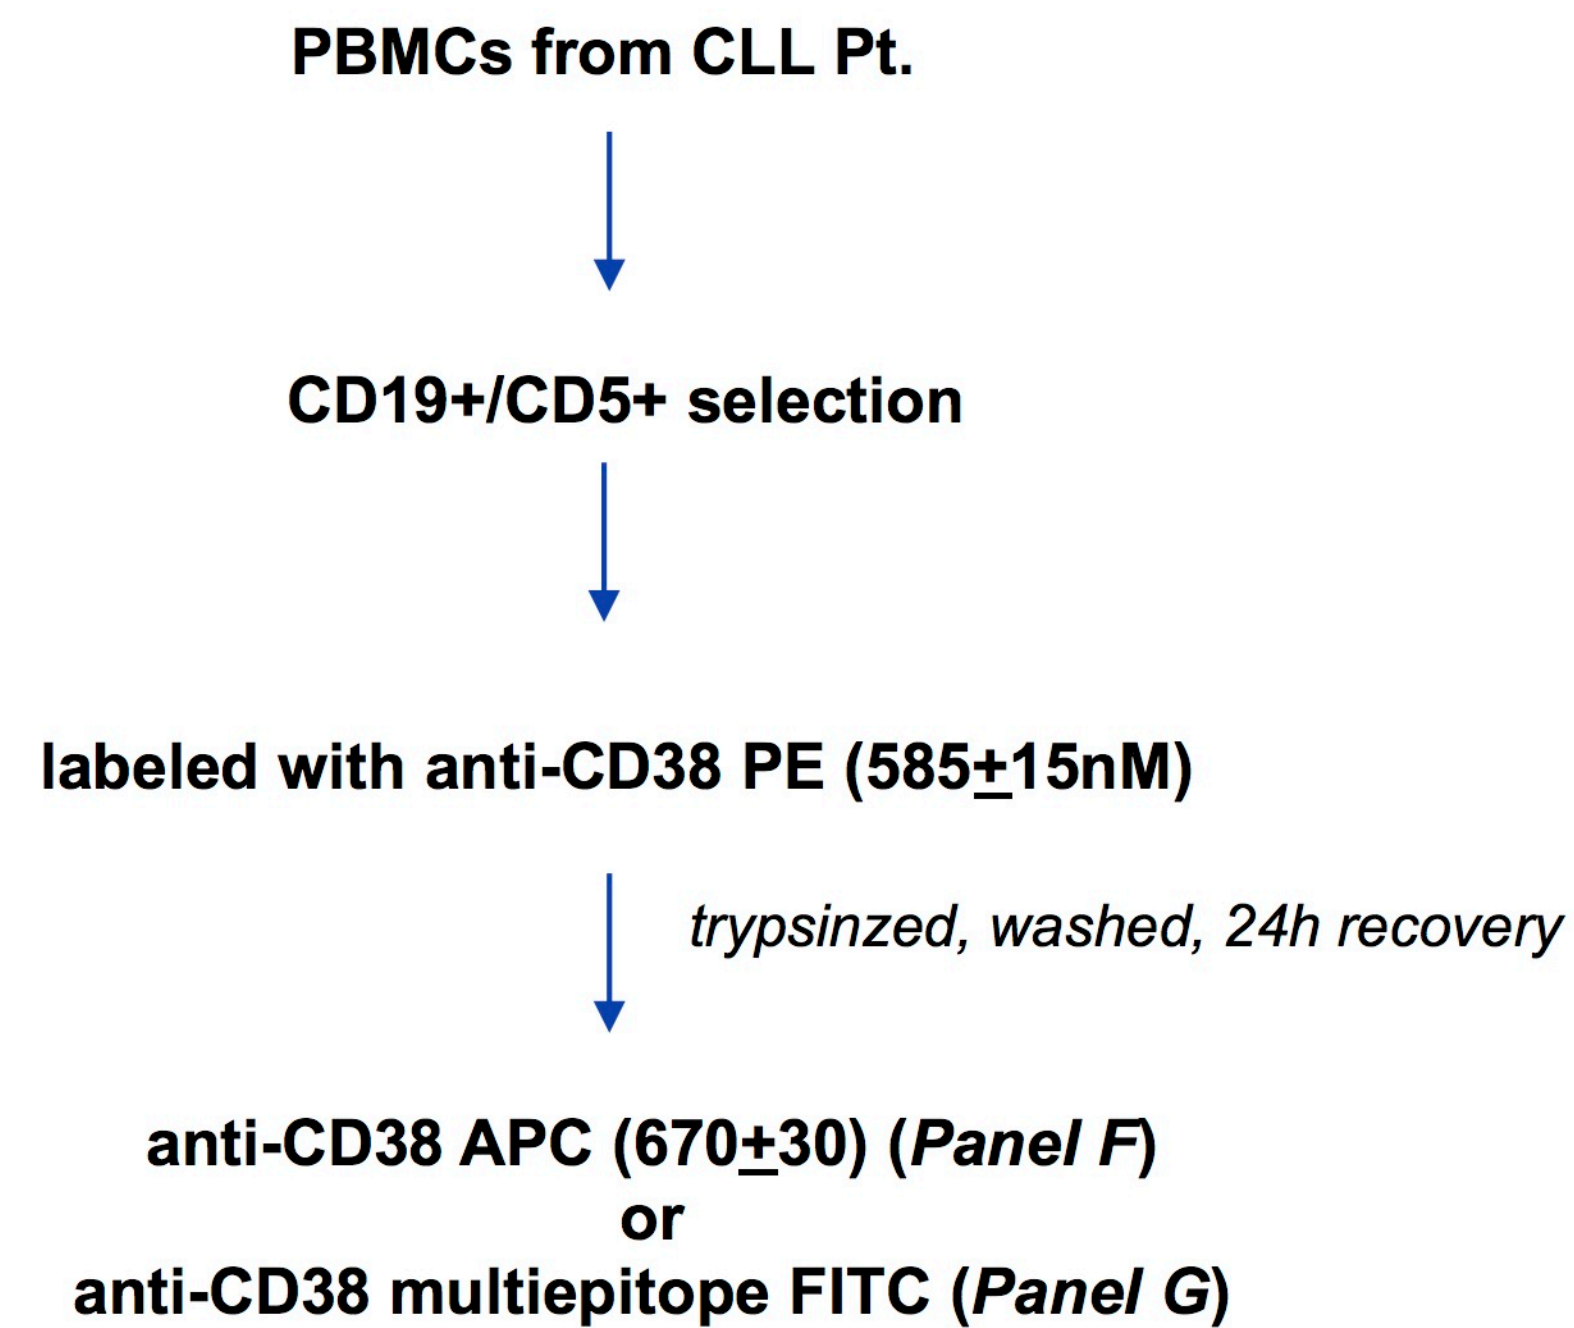 PBMCs from CLL Pt.
CD19+/CD5+ selection
labeled with anti-CD38 PE (585±15nM)
trypsinzed, washed, 24h recovery
anti-CD38 APC (670±30) (Panel F)
or
anti-CD38 multiepitope FITC (Panel G)